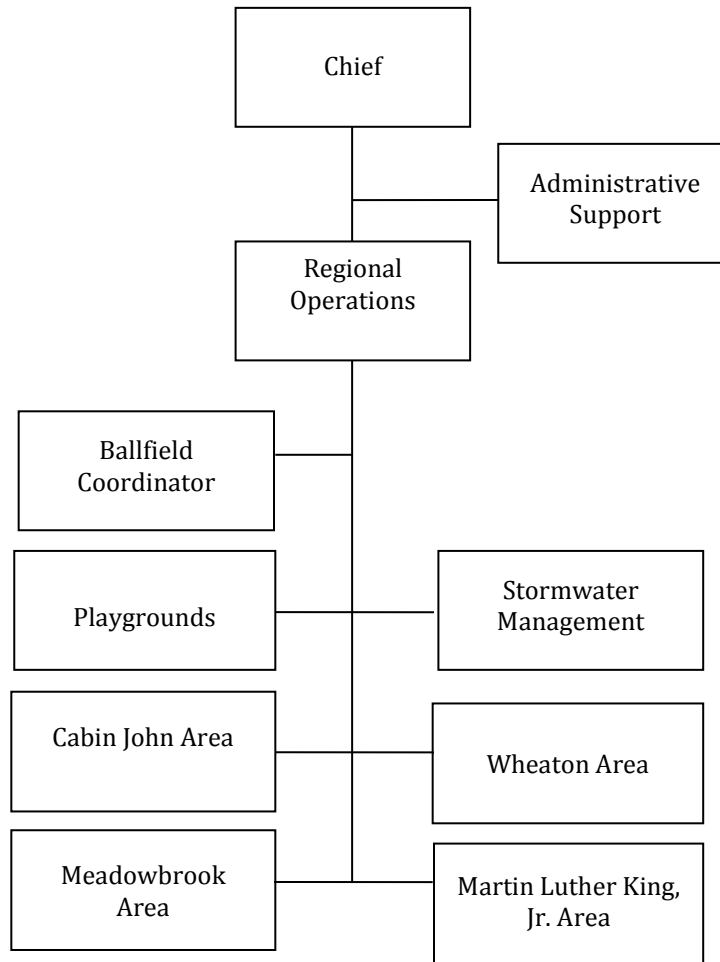 Chief
Administrative
Support
Regional
Operations
Ballfield
Coordinator
Playgrounds
Stormwater
Management
Cabin John Area
Wheaton Area
Meadowbrook
Area
Martin Luther King,
Jr. Area